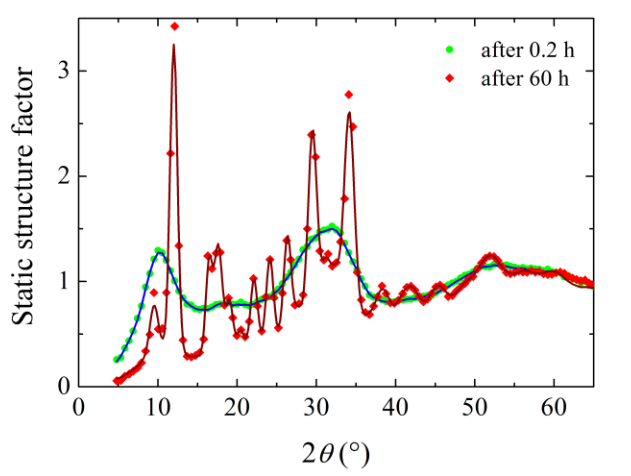 Static structure factor
3
2
1
0
after 0.2 h
after 60 h
0 10 20 30 40 50 60
2θ (°)